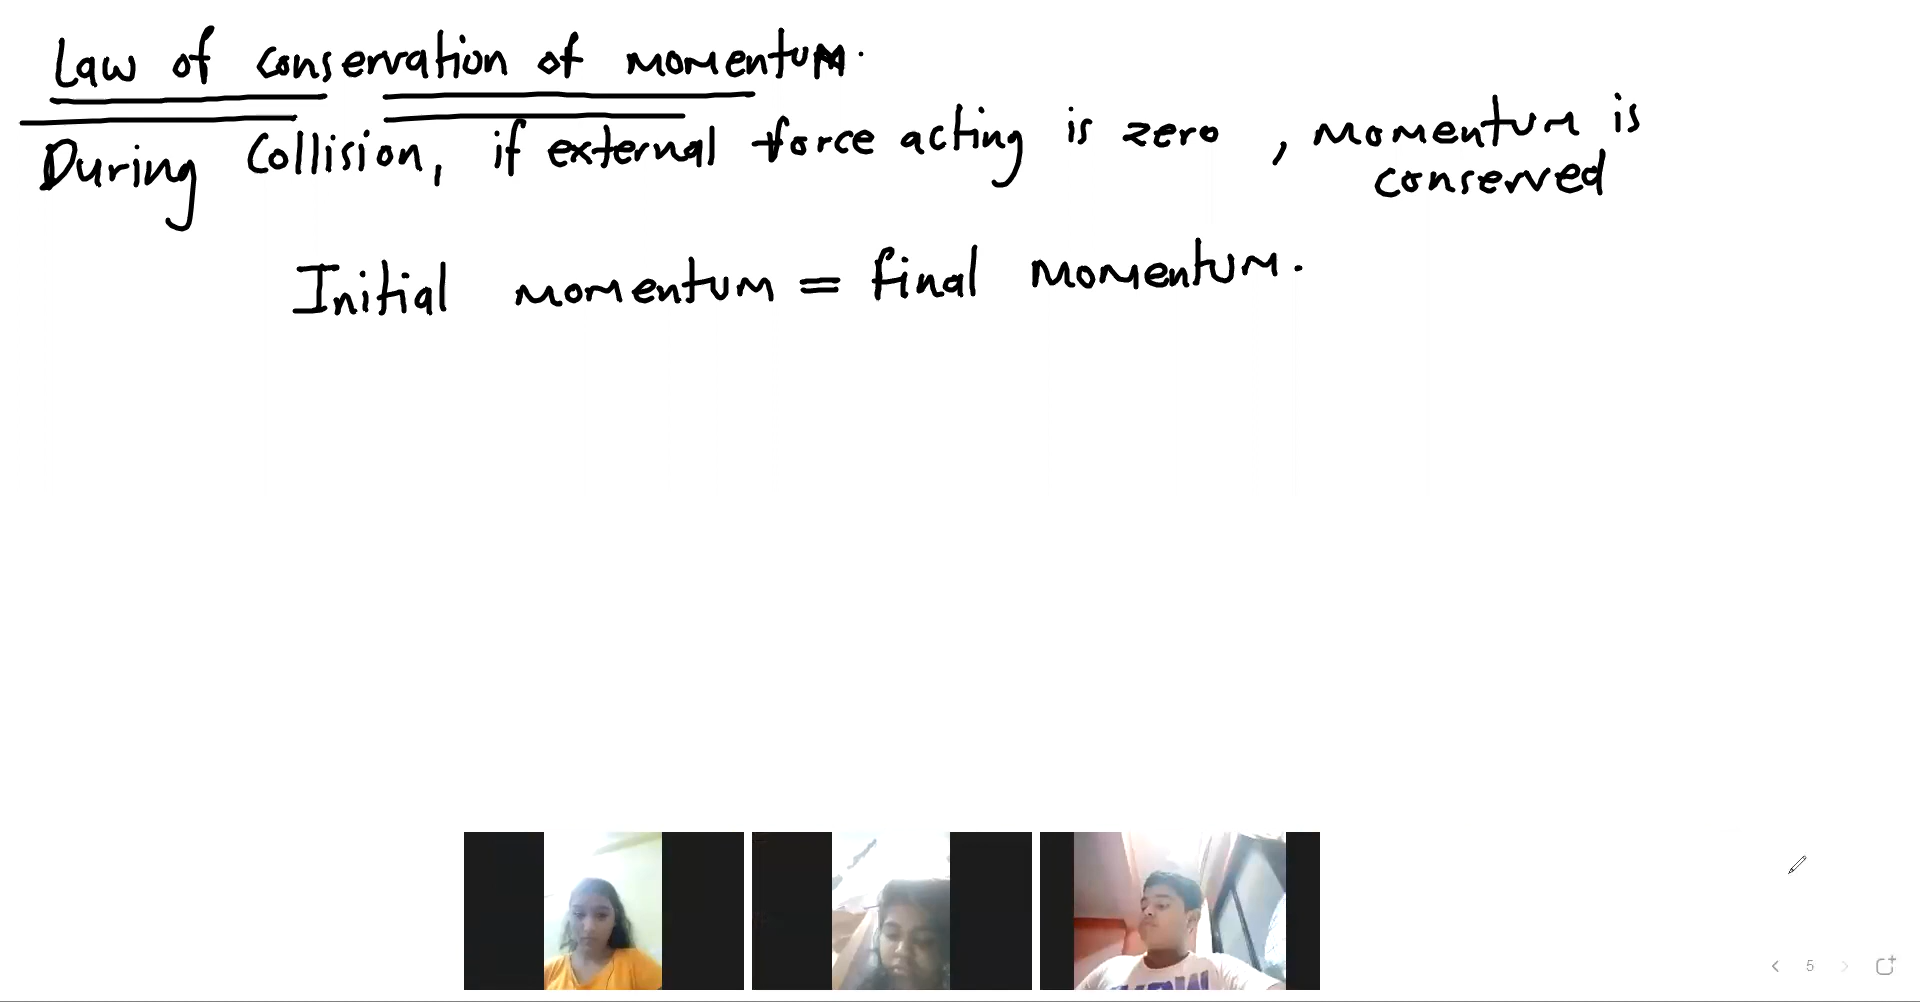 Law of conservation of momentum.
During Collision, if external force acting is zero, momentum is
conserved
Initial momentum = final momentum.
5